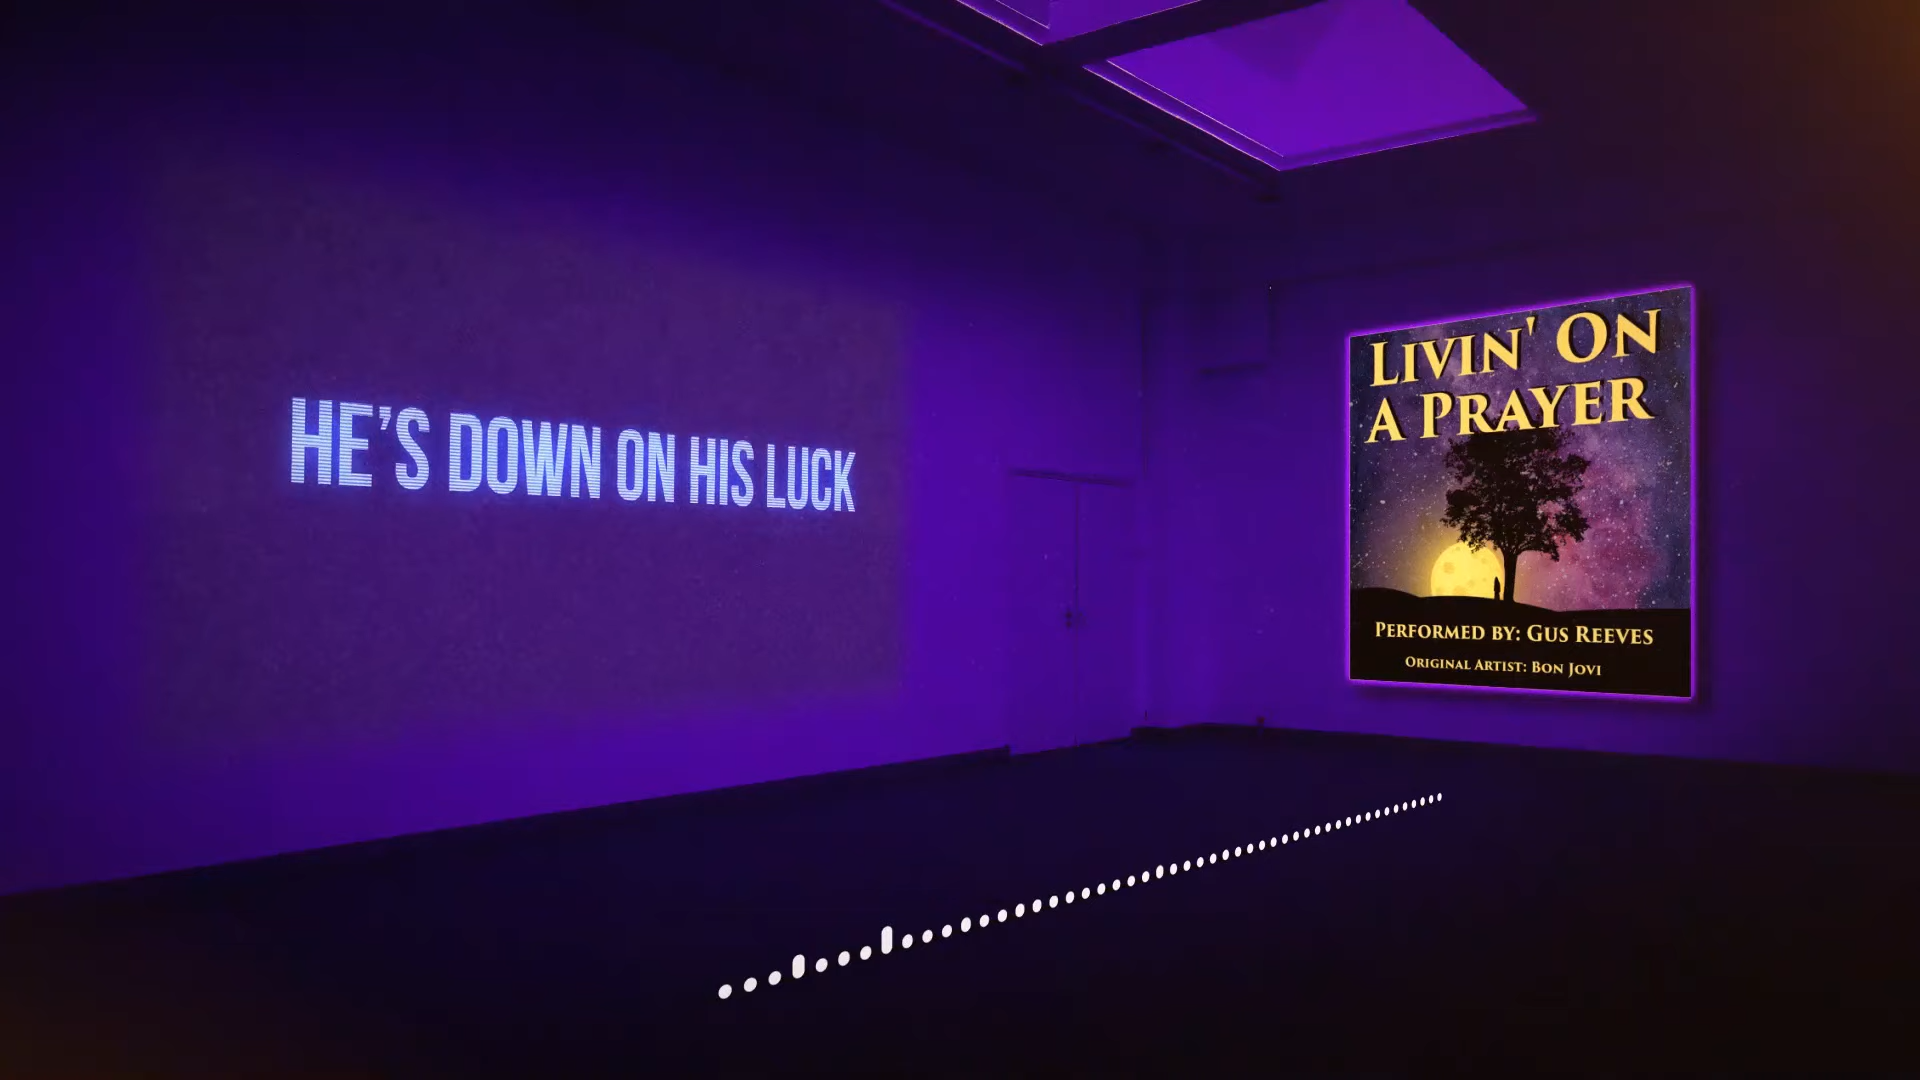 HE'S DOWN ON HIS LUCK
LIVIN' ON
A PRAYER
PERFORMED BY: GUS REEVES
ORIGINAL ARTIST: BON JOVI